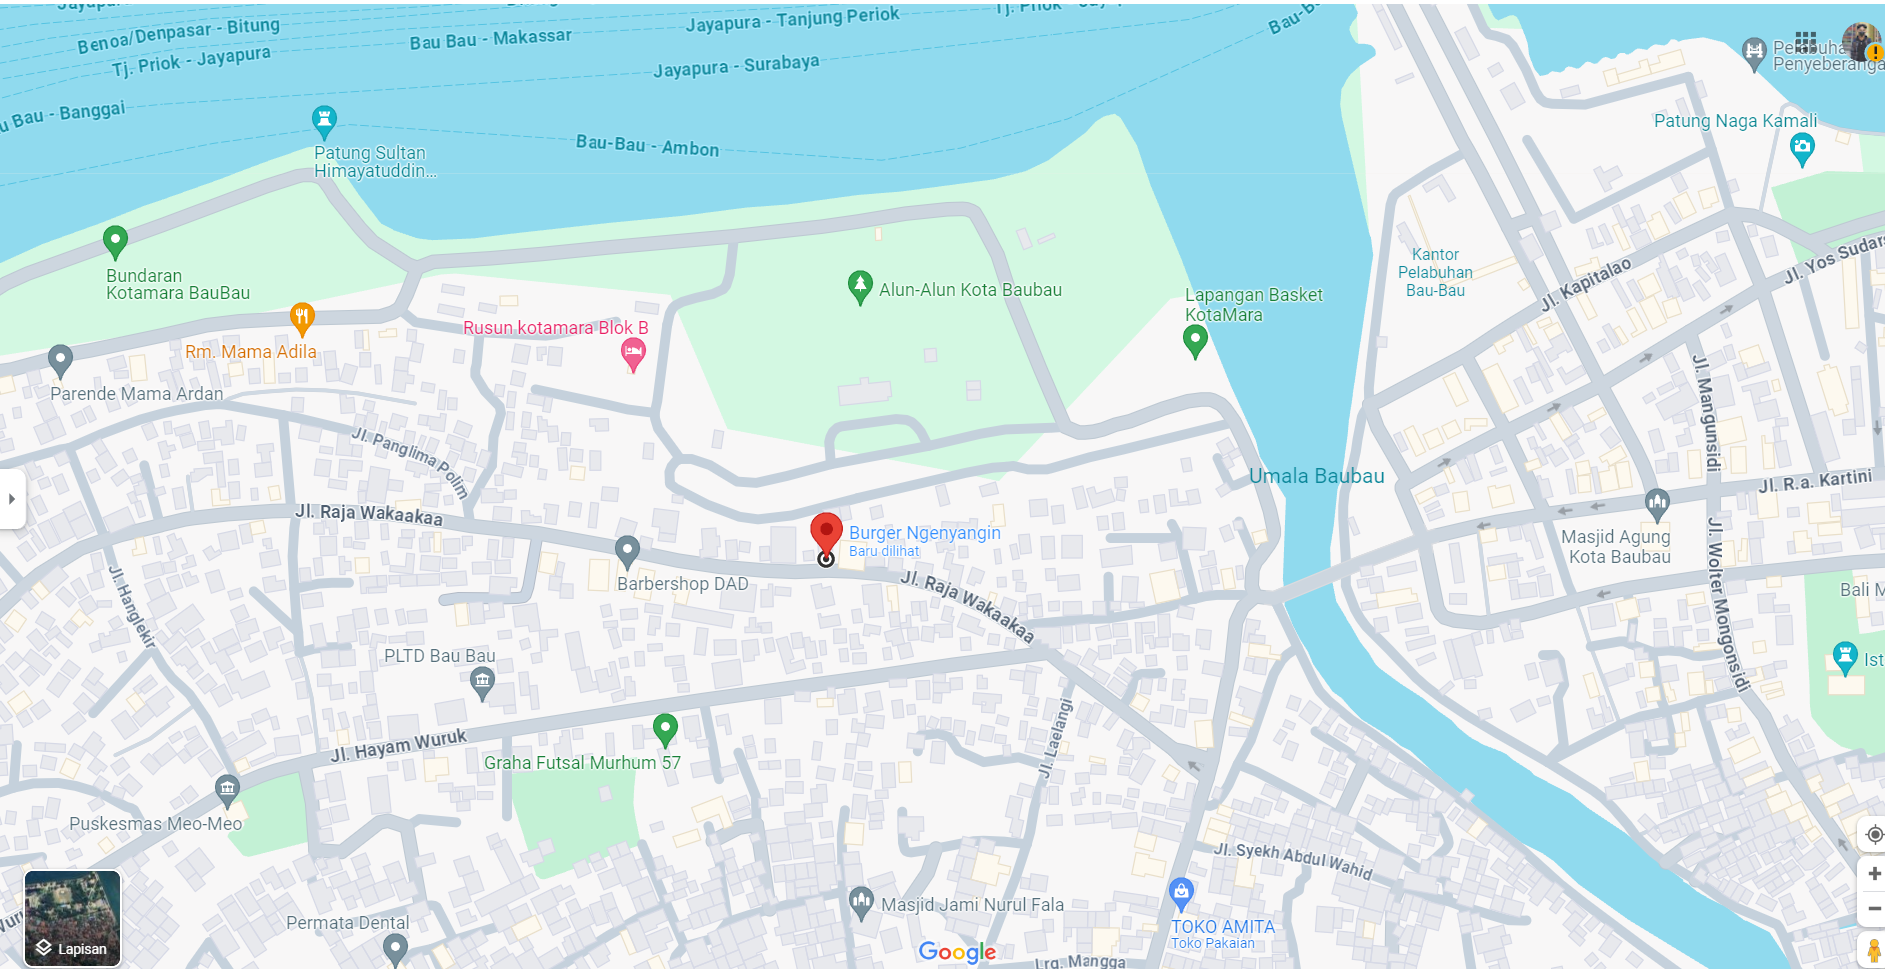 Benoa/Denpasar - Bitung
Bau Bau - Makassar
Jayapura - Tanjung Periok
Tj. Priok - Jayapura
Jayapura - Surabaya
Bau Bau - Banggai
Bau-Bau - Ambon
Patung Sultan
Himayatuddin...
Patung Naga Kamali
Bundaran
Kotamara BauBau
Alun-Alun Kota Baubau
Kantor
Pelabuhan
Bau-Bau
Jl. Kapitalao
Jl. Yos Sudars
Lapangan Basket
KotaMara
Rusun kotamara Blok B
Rm. Mama Adila
Parende Mama Ardan
Jl. Panglima Polim
Jl. Mangunsidi
Umala Baubau
Jl. R.a. Kartini
Jl. Raja Wakaakaa
Burger Ngenyangin
Baru dilihat
Masjid Agung
Kota Baubau
Barbershop DAD
Jl. Raja Wakaakaa
Jl. Wolter Mongonsidi
Bali M
Jl. Hanglekir
PLTD Bau Bau
Ist
Jl. Hayam Wuruk
Jl. Laelangi
Graha Futsal Murhum 57
Puskesmas Meo-Meo
Jl. Syekh Abdul Wahid
Masjid Jami Nurul Fala
Permata Dental
TOKO AMITA
Toko Pakaian
Lapisan
Google
Lrg. Mangga